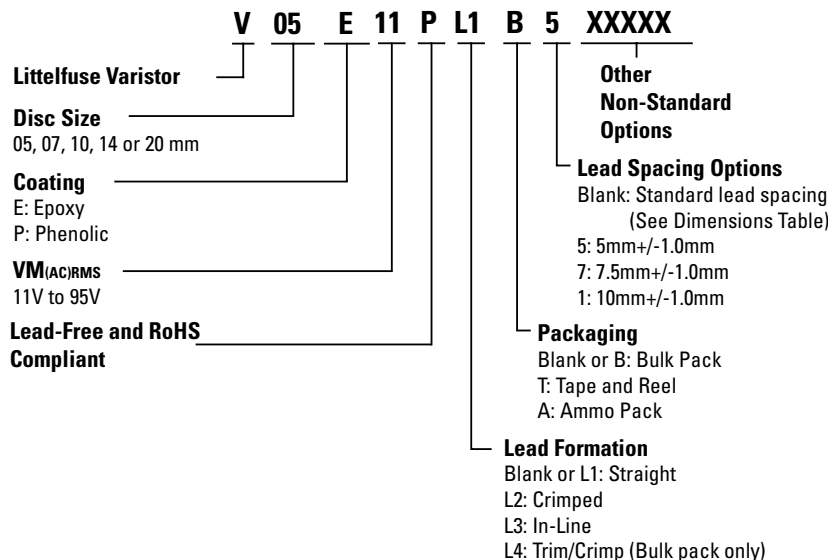 V 05 E 11 P L1 B 5 XXXXX
Littelfuse Varistor
Disc Size
05, 07, 10, 14 or 20 mm
Coating
E: Epoxy
P: Phenolic
VM(AC)RMS
11V to 95V
Lead-Free and RoHS
Compliant
Other
Non-Standard
Options
Lead Spacing Options
Blank: Standard lead spacing
(See Dimensions Table)
5: 5mm+/-1.0mm
7: 7.5mm+/-1.0mm
1: 10mm+/-1.0mm
Packaging
Blank or B: Bulk Pack
T: Tape and Reel
A: Ammo Pack
Lead Formation
Blank or L1: Straight
L2: Crimped
L3: In-Line
L4: Trim/Crimp (Bulk pack only)